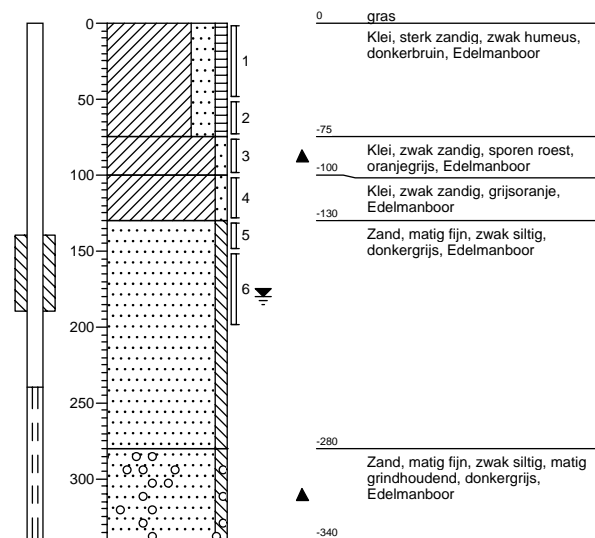 0 gras
Klei, sterk zandig, zwak humeus,
donkerbruin, Edelmanboor
-75
Klei, zwak zandig, sporen roest,
oranjegrijs, Edelmanboor
-100
Klei, zwak zandig, grijsoranje,
Edelmanboor
-130
Zand, matig fijn, zwak siltig,
donkergrijs, Edelmanboor
-280
Zand, matig fijn, zwak siltig, matig
grindhoudend, donkergrijs,
Edelmanboor
-340
0
50
100
150
200
250
300
1
2
3
4
5
6